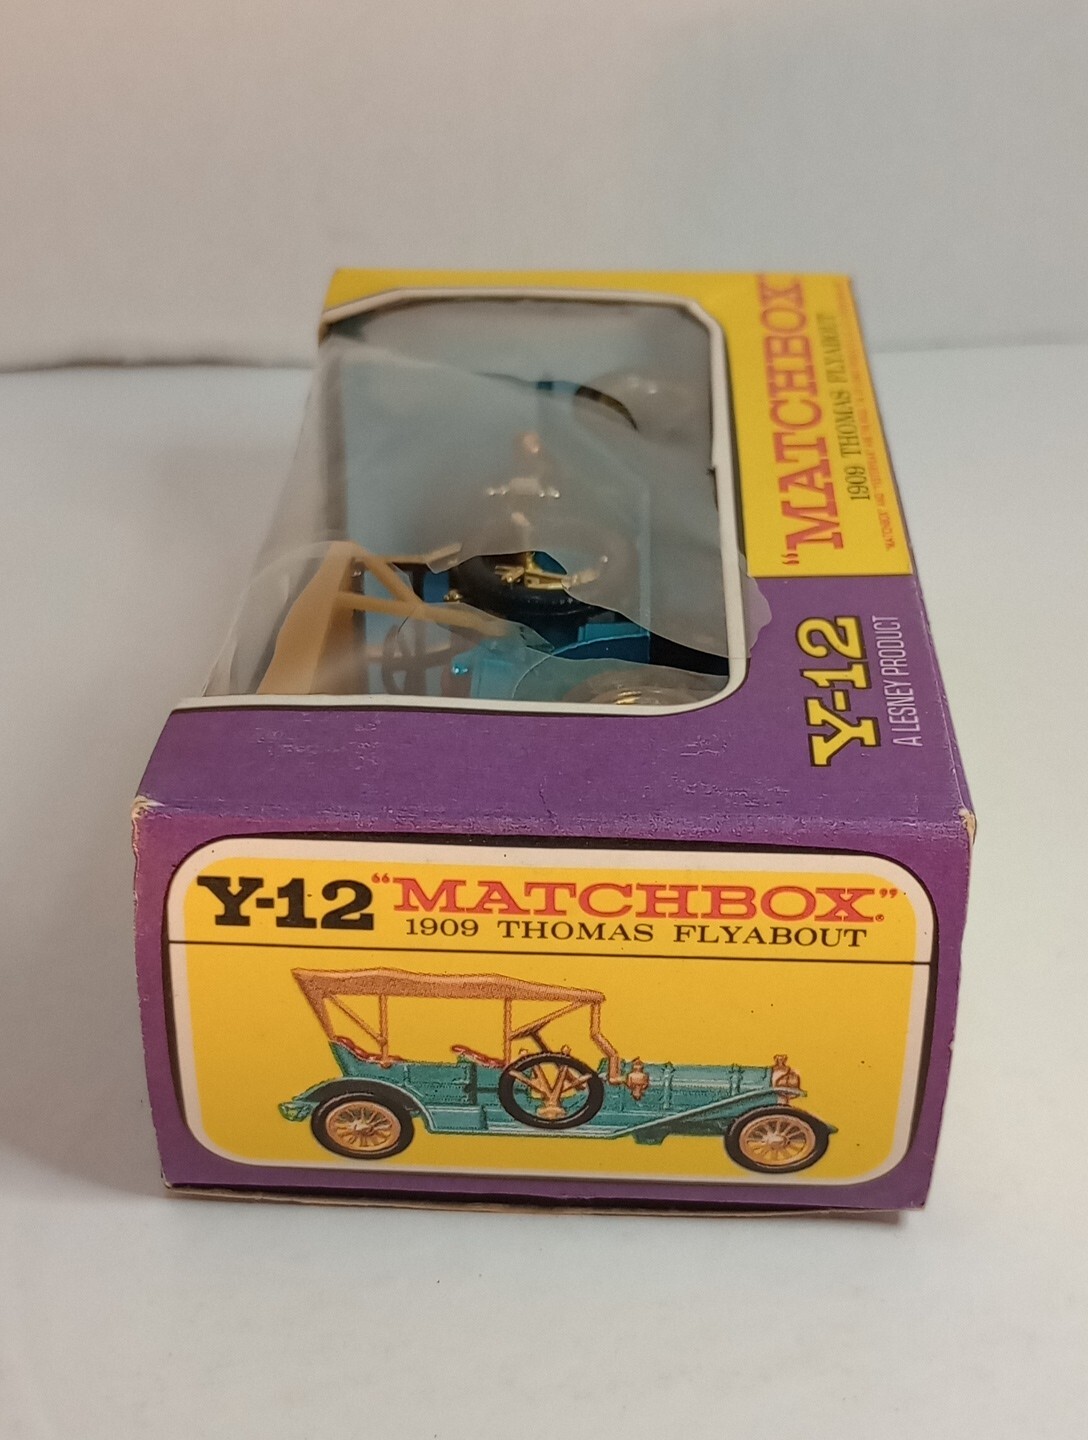 "MATCHBOX"
1909 THOMAS FLYABOUT
Y-12
A LESNEY PRODUCT
Y-12 "MATCHBOX"®
1909 THOMAS FLYABOUT